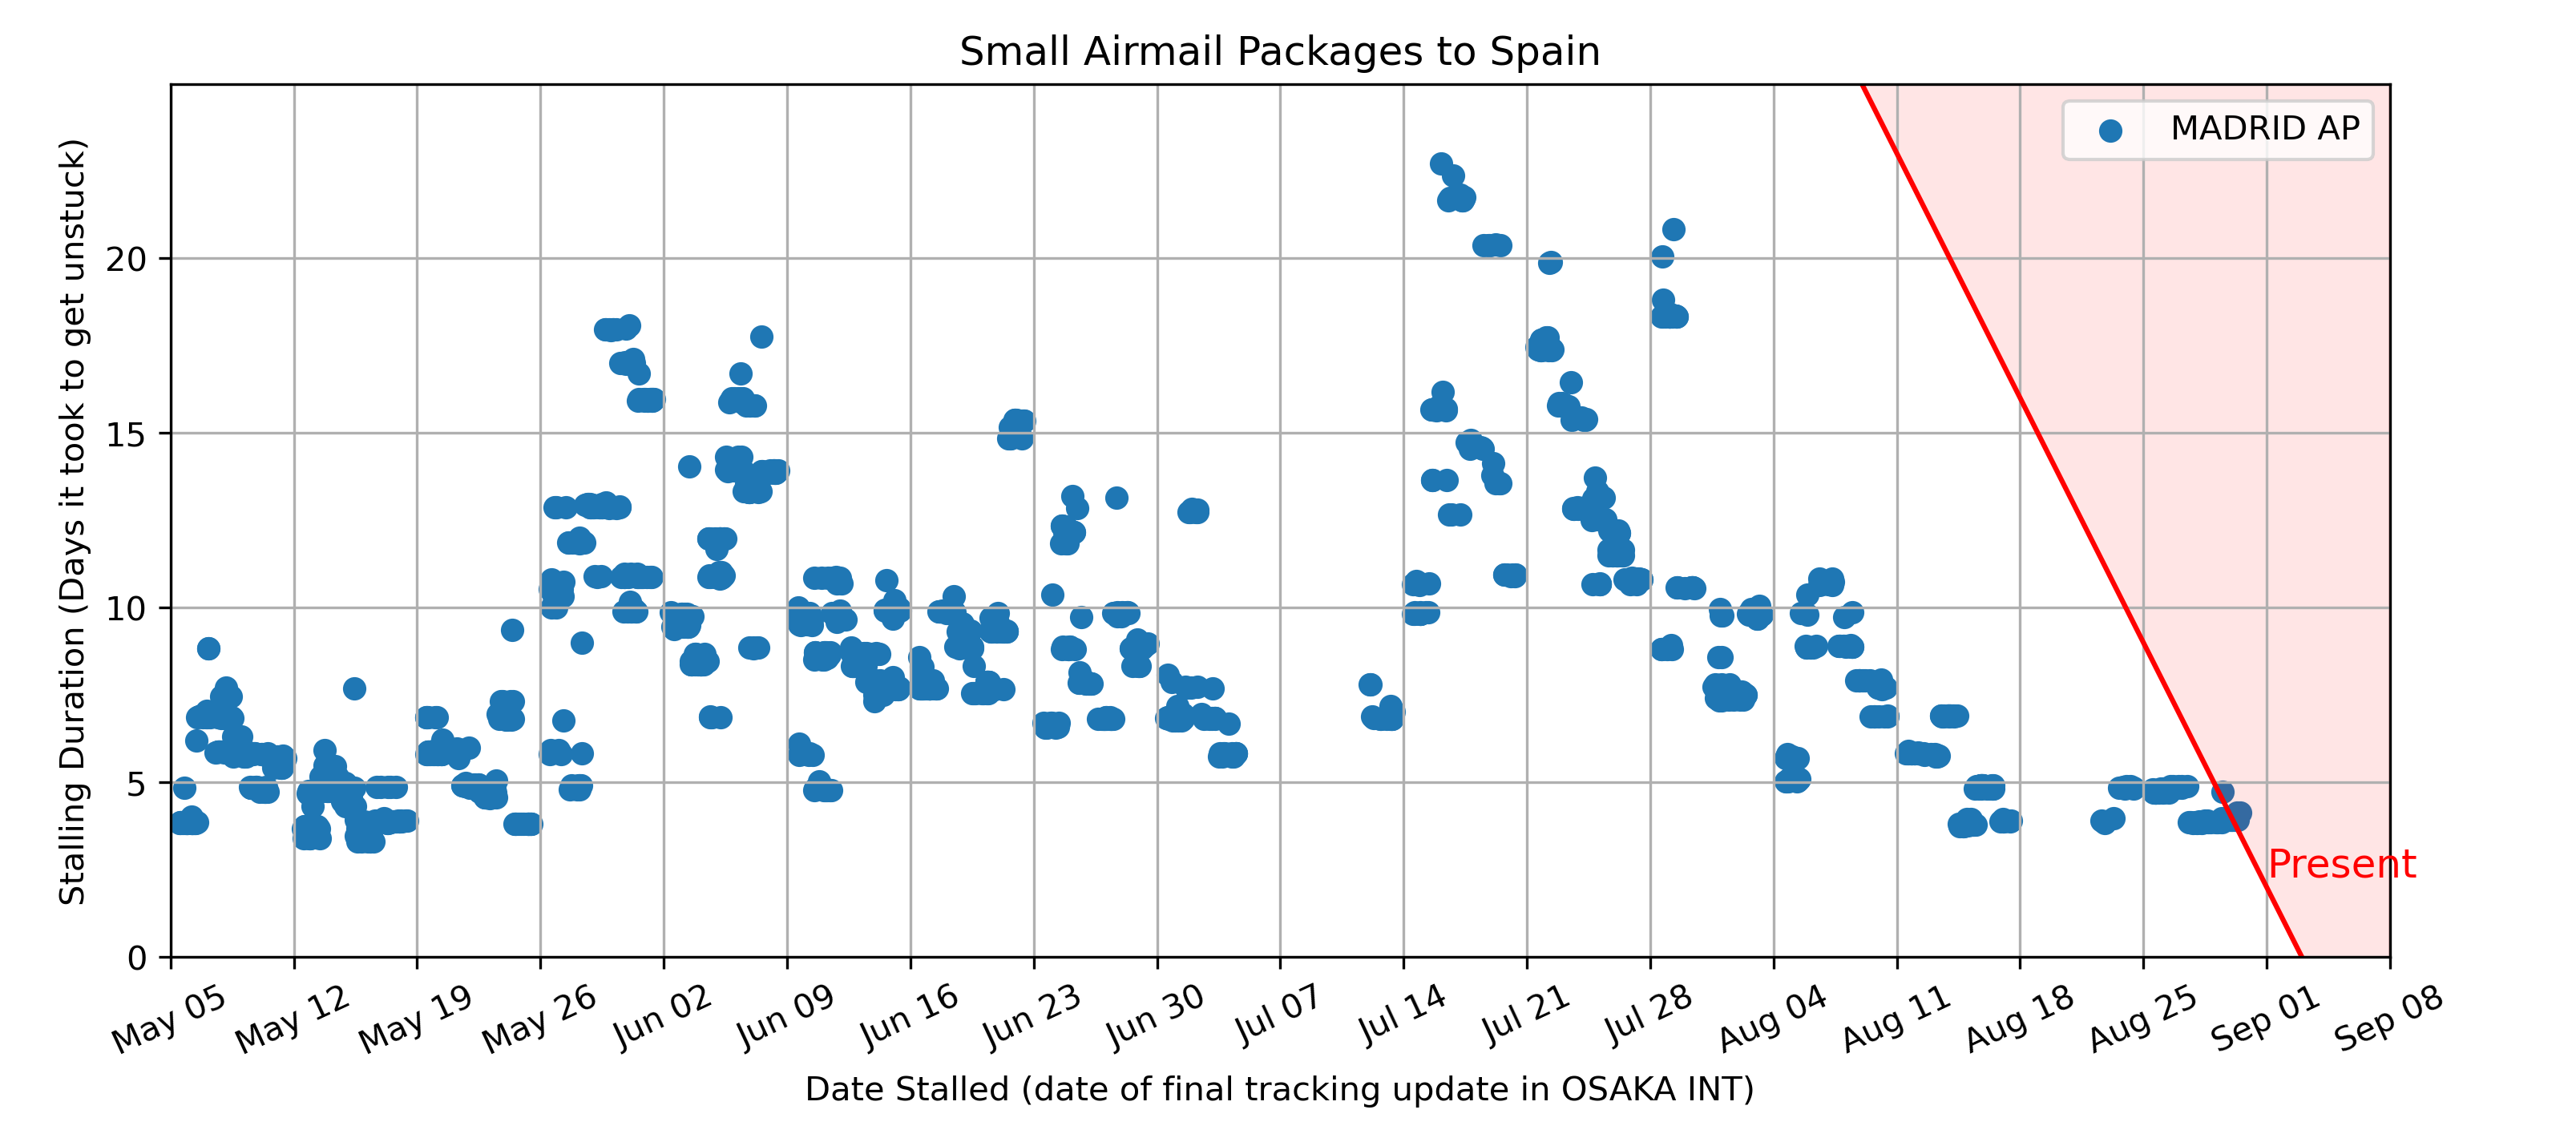 Small Airmail Packages to Spain
MADRID AP
Stalling Duration (Days it took to get unstuck)
20
15
10
5
0
Present
May 05 May 12 May 19 May 26 Jun 02 Jun 09 Jun 16 Jun 23 Jun 30 Jul 07 Jul 14 Jul 21 Jul 28 Aug 04 Aug 11 Aug 18 Aug 25 Sep 01 Sep 08
Date Stalled (date of final tracking update in OSAKA INT)